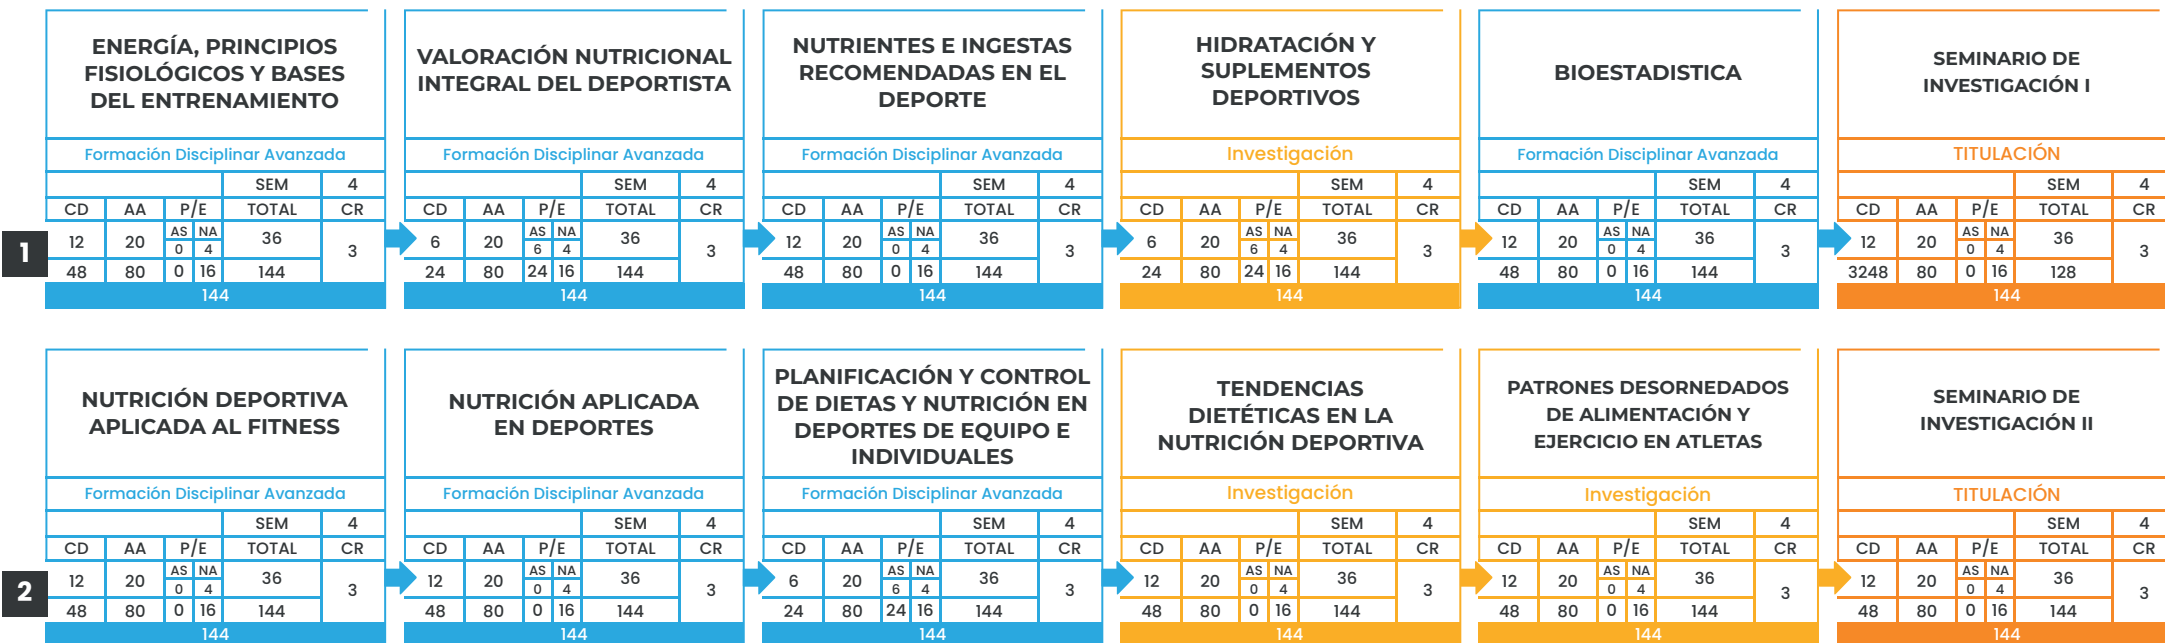 ENERGÍA, PRINCIPIOS
FISIOLÓGICOS Y BASES
DEL ENTRENAMIENTO
Formación Disciplinar Avanzada
SEM 4
CD AA P/E TOTAL CR
12 20 AS NA 36 3
0 4
48 80 0 16 144
144
VALORACIÓN NUTRICIONAL
INTEGRAL DEL DEPORTISTA
Formación Disciplinar Avanzada
SEM 4
CD AA P/E TOTAL CR
6 20 AS NA 36 3
6 4
24 80 24 16 144
144
NUTRIENTES E INGESTAS
RECOMENDADAS EN EL
DEPORTE
Formación Disciplinar Avanzada
SEM 4
CD AA P/E TOTAL CR
12 20 AS NA 36 3
0 4
48 80 0 16 144
144
HIDRATACIÓN Y
SUPLEMENTOS
DEPORTIVOS
Investigación
SEM 4
CD AA P/E TOTAL CR
6 20 AS NA 36 3
6 4
24 80 24 16 144
144
BIOESTADISTICA
Formación Disciplinar Avanzada
SEM 4
CD AA P/E TOTAL CR
12 20 AS NA 36 3
0 4
48 80 0 16 144
144
SEMINARIO DE
INVESTIGACIÓN I
TITULACIÓN
SEM 4
CD AA P/E TOTAL CR
12 20 AS NA 36 3
0 4
3248 80 0 16 128
144
1
NUTRICIÓN DEPORTIVA
APLICADA AL FITNESS
Formación Disciplinar Avanzada
SEM 4
CD AA P/E TOTAL CR
12 20 AS NA 36 3
0 4
48 80 0 16 144
144
NUTRICIÓN APLICADA
EN DEPORTES
Formación Disciplinar Avanzada
SEM 4
CD AA P/E TOTAL CR
12 20 AS NA 36 3
0 4
48 80 0 16 144
144
PLANIFICACIÓN Y CONTROL
DE DIETAS Y NUTRICIÓN EN
DEPORTES DE EQUIPO E
INDIVIDUALES
Formación Disciplinar Avanzada
SEM 4
CD AA P/E TOTAL CR
6 20 AS NA 36 3
6 4
24 80 24 16 144
144
TENDENCIAS
DIETÉTICAS EN LA
NUTRICIÓN DEPORTIVA
Investigación
SEM 4
CD AA P/E TOTAL CR
12 20 AS NA 36 3
0 4
48 80 0 16 144
144
PATRONES DESORNEDADOS
DE ALIMENTACIÓN Y
EJERCICIO EN ATLETAS
Investigación
SEM 4
CD AA P/E TOTAL CR
12 20 AS NA 36 3
0 4
48 80 0 16 144
144
SEMINARIO DE
INVESTIGACIÓN II
TITULACIÓN
SEM 4
CD AA P/E TOTAL CR
12 20 AS NA 36 3
0 4
48 80 0 16 144
144
2